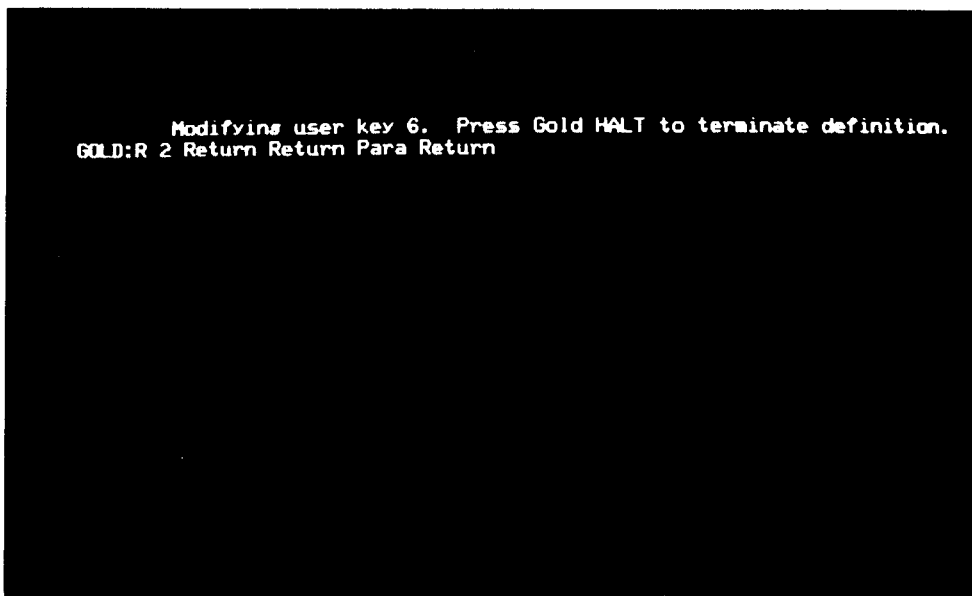 Modifying user key 6. Press Gold HALT to terminate definition.
GOLD:R 2 Return Return Para Return